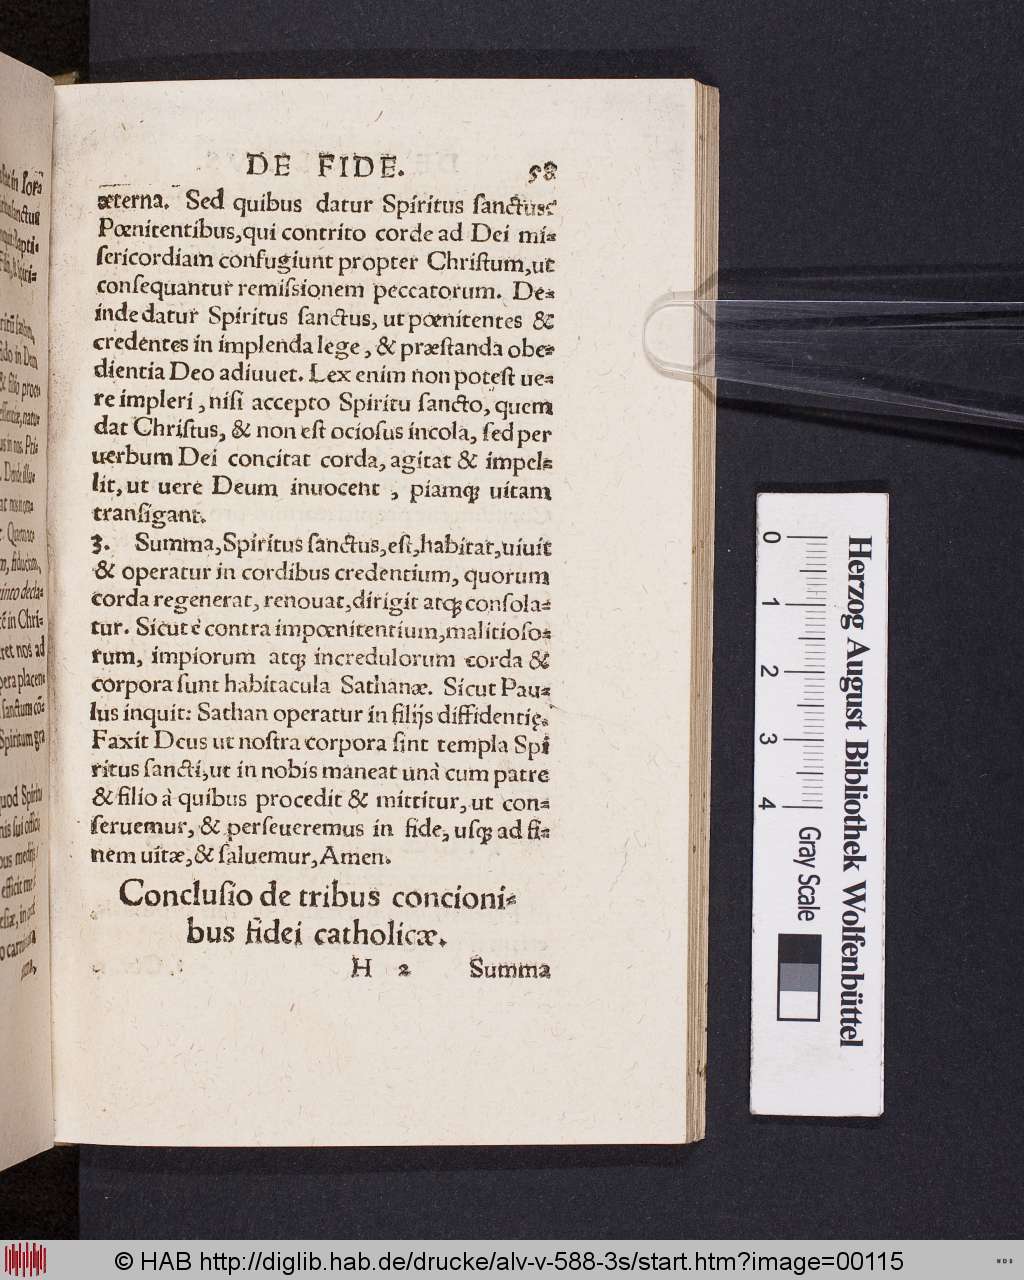 DE FIDE. 58
æterna. Sed quibus datur Spiritus ſanctus?
Pœnitentibus, qui contrito corde ad Dei mi-
ſericordiam confugiunt propter Chriſtum, ut
conſequantur remiſsionem peccatorum. De-
inde datur Spiritus ſanctus, ut pœnitentes &
credentes in implenda lege, & præſtanda obe-
dientia Deo adiuuet. Lex enim non poteſt ue-
re impleri, niſi accepto Spiritu ſancto, quem
dat Chriſtus, & non eſt ocioſus incola, ſed per
uerbum Dei concitat corda, agitat & impel-
lit, ut uere Deum inuocent, piamq́; uitam
tranſigant.
3. Summa, Spiritus ſanctus, eſt, habitat, uiuit
& operatur in cordibus credentium, quorum
corda regenerat, renouat, dirigit atq; conſola-
tur. Sicut è contra impœnitentium, malitioſo-
rum, impiorum atq; incredulorum corda &
corpora ſunt habitacula Sathanæ. Sicut Pau-
lus inquit: Sathan operatur in filijs diffidentię.
Faxit Deus ut noſtra corpora ſint templa Spi
ritus ſancti, ut in nobis maneat unà cum patre
& filio à quibus procedit & mittitur, ut con-
ſeruemur, & perſeueremus in fide, uſq; ad fi-
nem uitæ, & ſaluemur, Amen.
Concluſio de tribus concioni-
bus fidei catholicæ.
H 2 Summa
0 1 2 3 4
Gray Scale
Herzog August Bibliothek Wolfenbüttel
© HAB http://diglib.hab.de/drucke/alv-v-588-3s/start.htm?image=00115